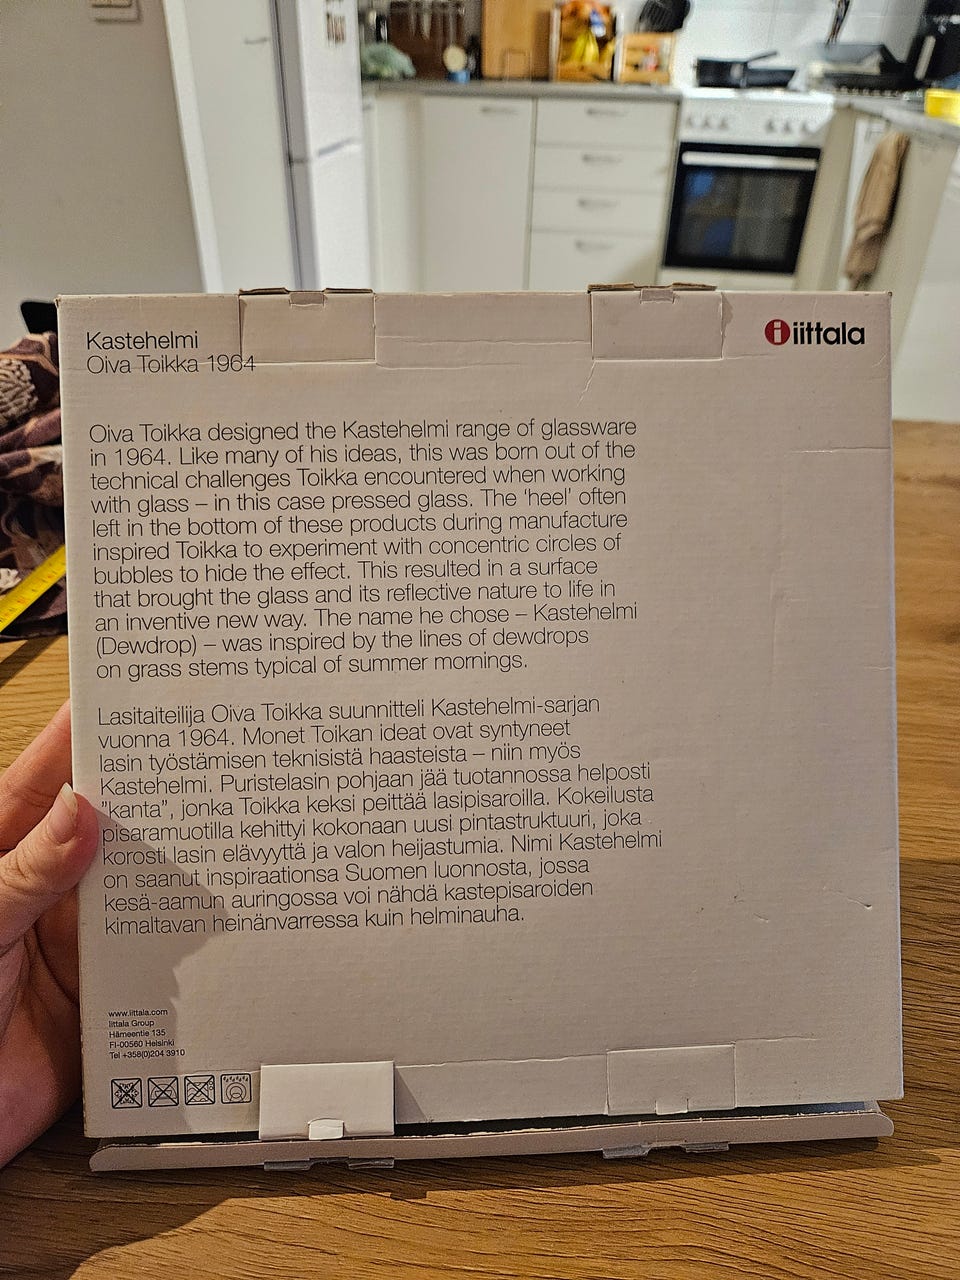 Kastehelmi
Oiva Toikka 1964
iittala
Oiva Toikka designed the Kastehelmi range of glassware
in 1964. Like many of his ideas, this was born out of the
technical challenges Toikka encountered when working
with glass – in this case pressed glass. The ‘heel’ often
left in the bottom of these products during manufacture
inspired Toikka to experiment with concentric circles of
bubbles to hide the effect. This resulted in a surface
that brought the glass and its reflective nature to life in
an inventive new way. The name he chose – Kastehelmi
(Dewdrop) – was inspired by the lines of dewdrops
on grass stems typical of summer mornings.
Lasitaiteilija Oiva Toikka suunnitteli Kastehelmi-sarjan
vuonna 1964. Monet Toikan ideat ovat syntyneet
lasin työstämisen teknisistä haasteista – niin myös
Kastehelmi. Puristelasin pohjaan jää tuotannossa helposti
”kanta”, jonka Toikka keksi peittää lasipisaroilla. Kokeilusta
pisaramuotilla kehittyi kokonaan uusi pintastruktuuri, joka
korosti lasin elävyyttä ja valon heijastumia. Nimi Kastehelmi
on saanut inspiraationsa Suomen luonnosta, jossa
kesä-aamun auringossa voi nähdä kastepisaroiden
kimaltavan heinänvarressa kuin helminauha.
www.iittala.com
Iittala Group
Hämeentie 135
FI-00560 Helsinki
Tel +358(0)204 3910